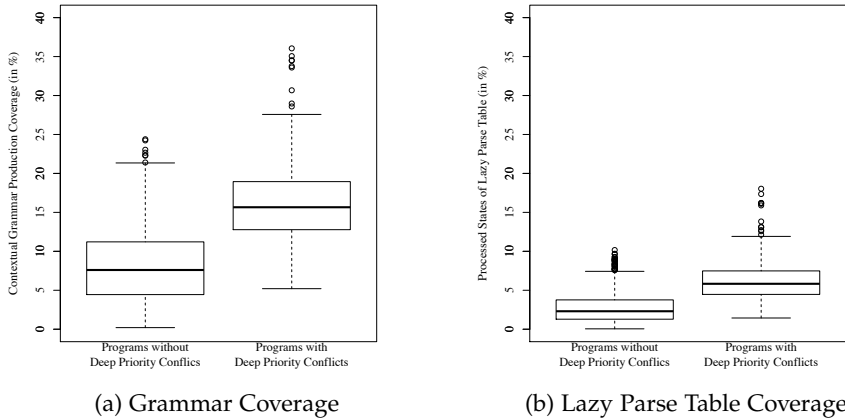 Contextual Grammar Production Coverage (in %)
40
35
30
25
20
15
10
5
0
Programs without
Deep Priority Conflics
Programs with
Deep Priority Conflicts
(a) Grammar Coverage
Processed States of Lazy Parse Table (in %)
40
35
30
25
20
15
10
5
0
Programs without
Deep Priority Conflics
Programs with
Deep Priority Conflicts
(b) Lazy Parse Table Coverage